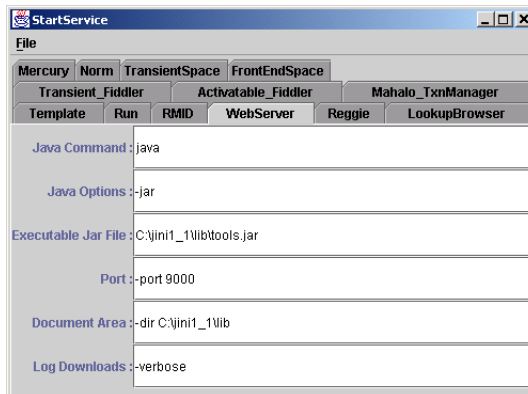 StartService
File
Mercury Norm TransientSpace FrontEndSpace
Transient_Fiddler Activatable_Fiddler Mahalo_TxnManager
Template Run RMID WebServer Reggie LookupBrowser
Java Command : java
Java Options : -jar
Executable Jar File : C:\jini1_1\lib\tools.jar
Port : -port 9000
Document Area : -dir C:\jini1_1\lib
Log Downloads : -verbose